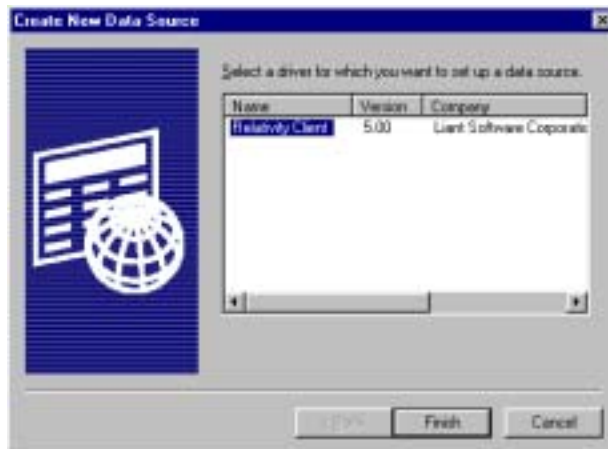 Create New Data Source
Select a driver for which you want to set up a data source.
Name Version Company
Relativity Client 5.00 Liant Software Corporatio
Finish Cancel